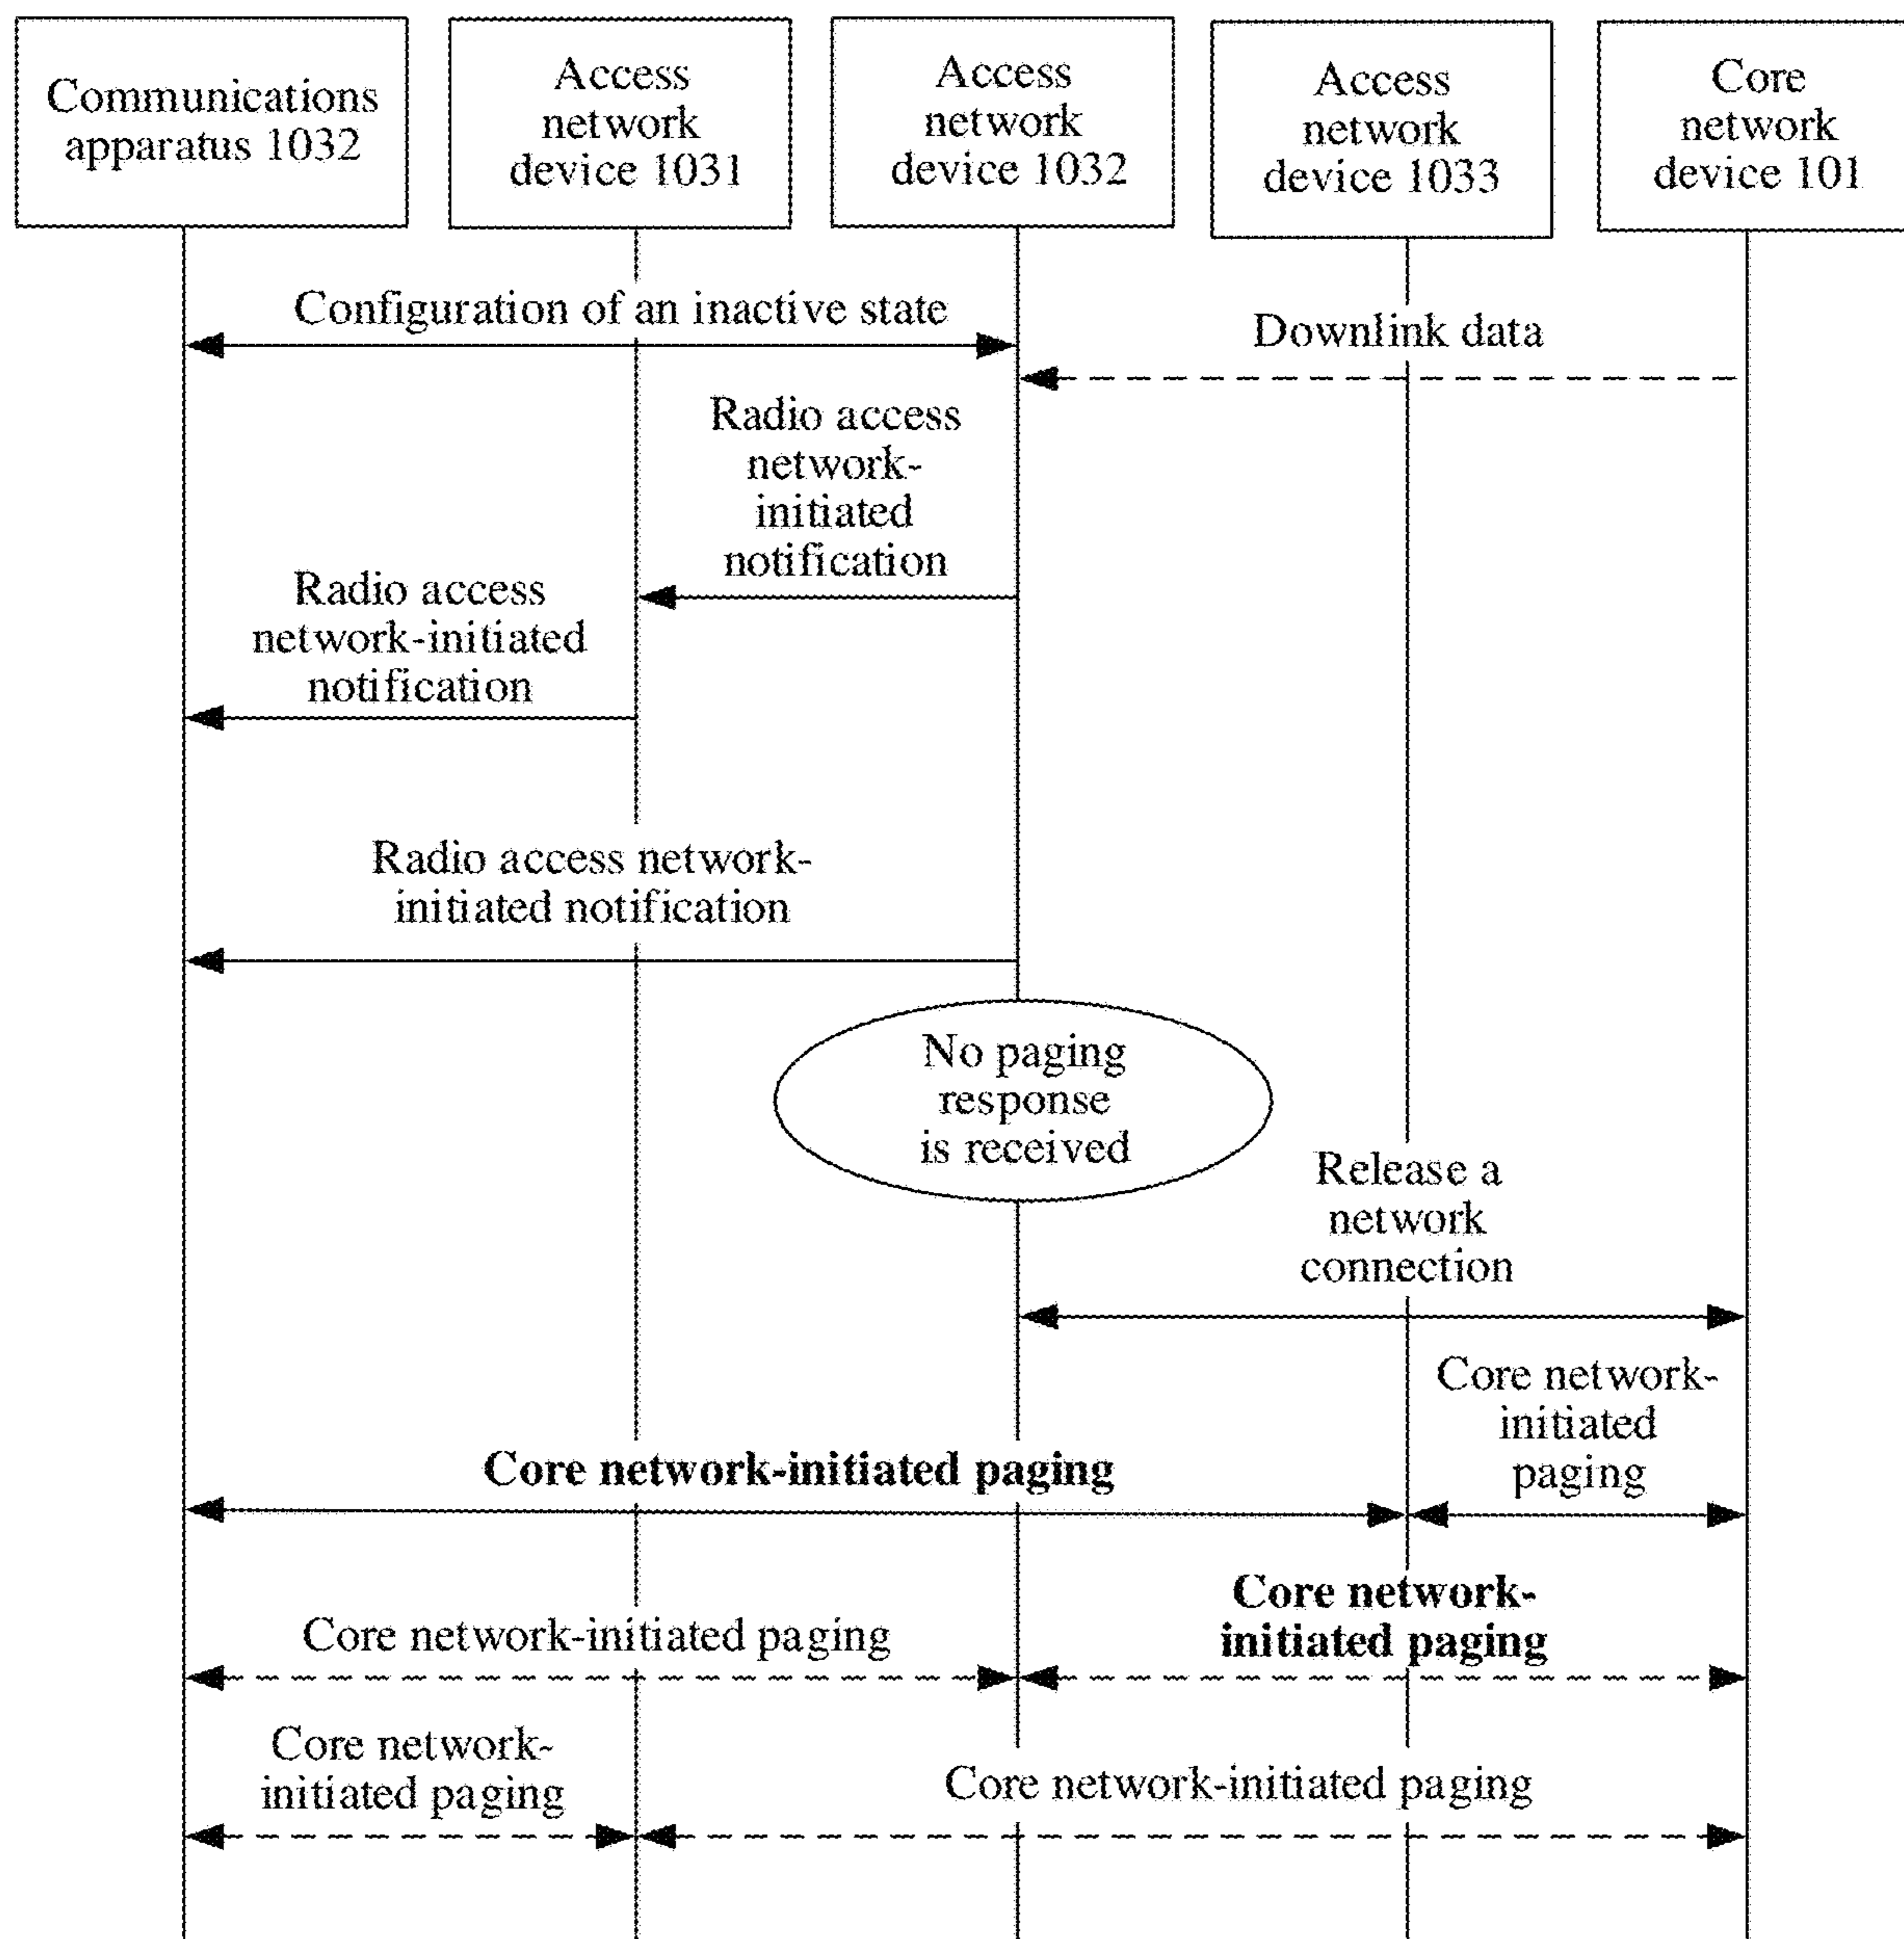 Communications
apparatus 1032
Access
network
device 1031
Access
network
device 1032
Access
network
device 1033
Core
network
device 101
Configuration of an inactive state
Downlink data
Radio access
network-
initiated
notification
Radio access
network-initiated
notification
Radio access network-
initiated notification
No paging
response
is received
Release a
network
connection
Core network-
initiated
paging
Core network-initiated paging
Core network-
initiated paging
Core network-initiated paging
Core network-
initiated paging
Core network-initiated paging